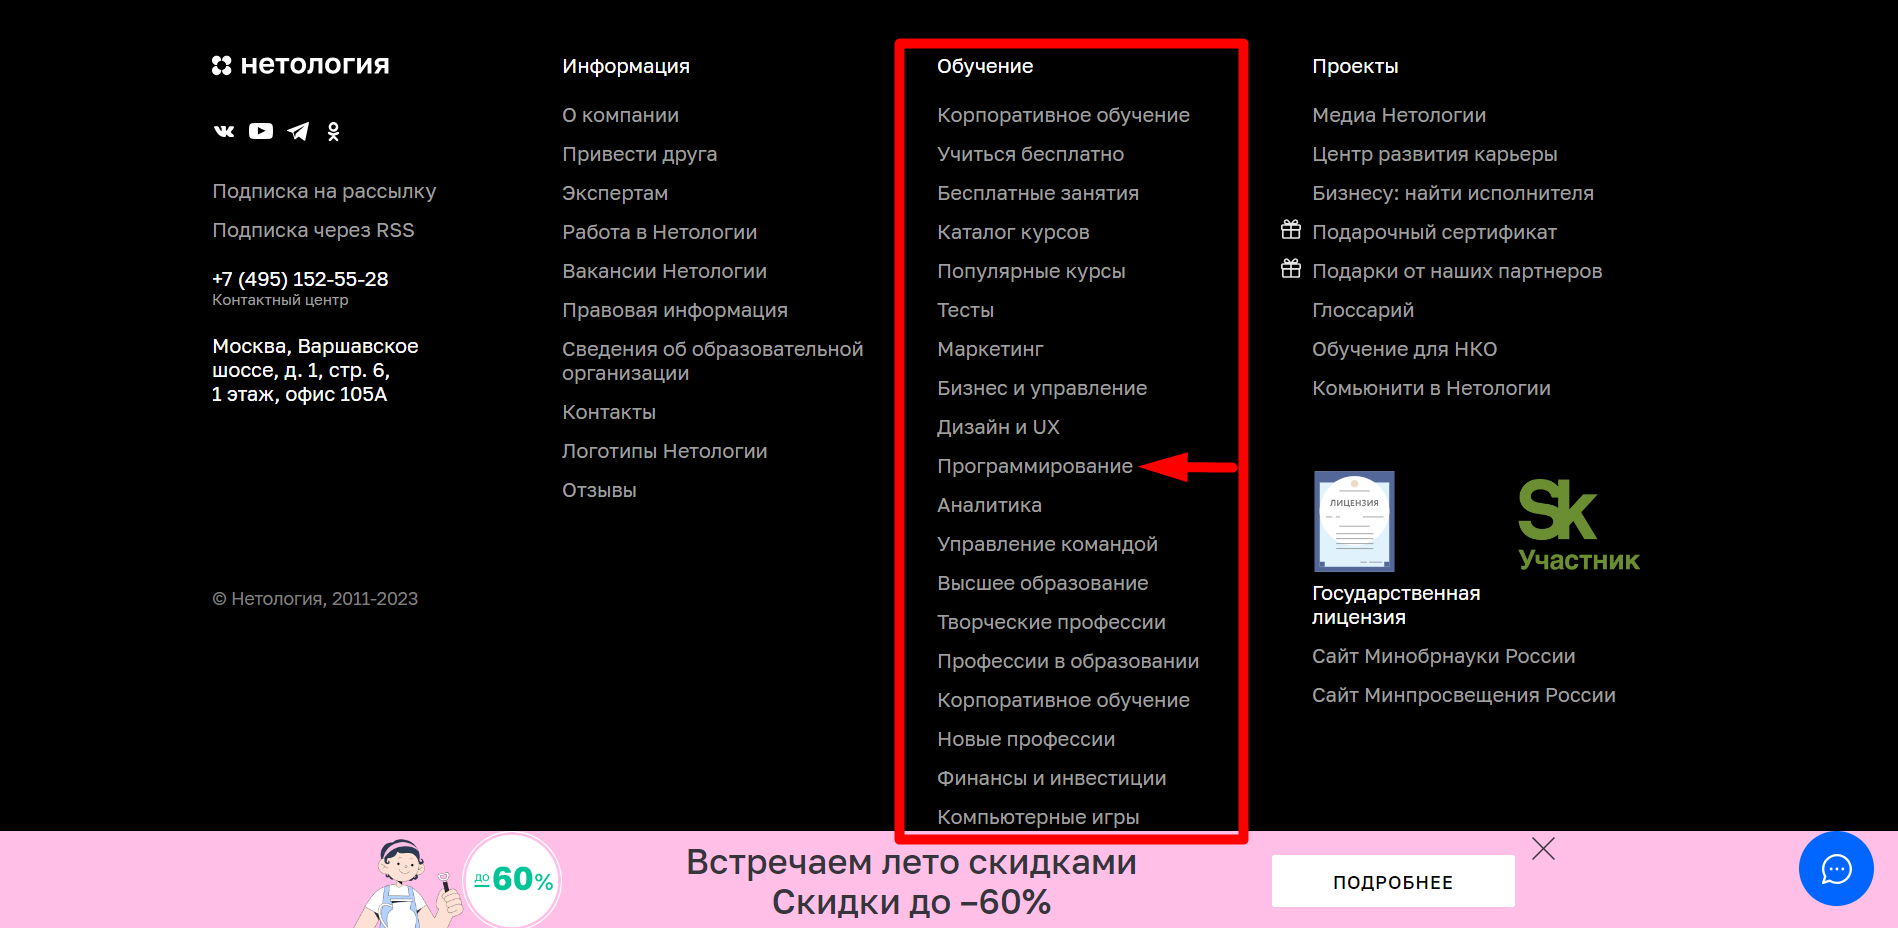 нетология
Подписка на рассылку
Подписка через RSS
+7 (495) 152-55-28
Контактный центр
Москва, Варшавское
шоссе, д. 1, стр. 6,
1 этаж, офис 105А
© Нетология, 2011-2023
Информация
О компании
Привести друга
Экспертам
Работа в Нетологии
Вакансии Нетологии
Правовая информация
Сведения об образовательной
организации
Контакты
Логотипы Нетологии
Отзывы
Обучение
Корпоративное обучение
Учиться бесплатно
Бесплатные занятия
Каталог курсов
Популярные курсы
Тесты
Маркетинг
Бизнес и управление
Дизайн и UX
Программирование
Аналитика
Управление командой
Высшее образование
Творческие профессии
Профессии в образовании
Корпоративное обучение
Новые профессии
Финансы и инвестиции
Компьютерные игры
Проекты
Медиа Нетологии
Центр развития карьеры
Бизнесу: найти исполнителя
Подарочный сертификат
Подарки от наших партнеров
Глоссарий
Обучение для НКО
Комьюнити в Нетологии
ЛИЦЕНЗИЯ
Sk
Участник
Государственная
лицензия
Сайт Минобрнауки России
Сайт Минпросвещения России
до 60%
Встречаем лето скидками
Скидки до –60%
ПОДРОБНЕЕ